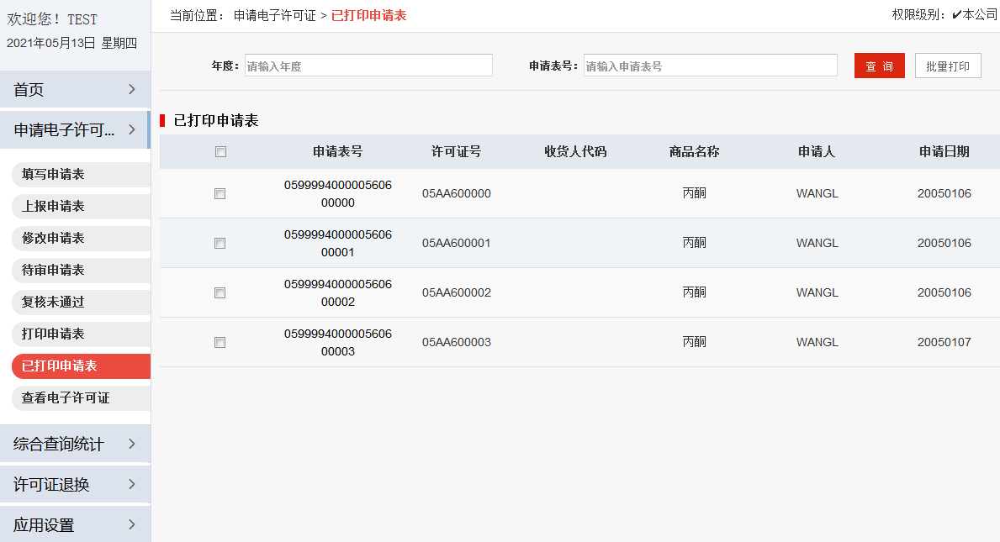 欢迎您！TEST
2021年05月13日 星期四
首页
申请电子许可...
填写申请表
上报申请表
修改申请表
待审申请表
复核未通过
打印申请表
已打印申请表
查看电子许可证
综合查询统计
许可证退换
应用设置
当前位置： 申请电子许可证 > 已打印申请表
权限级别：✔本公司
年度： 请输入年度 申请表号： 请输入申请表号 查 询 批量打印
已打印申请表
申请表号 许可证号 收货人代码 商品名称 申请人 申请日期
0599994000005606
00000 05AA600000 丙酮 WANGL 20050106
0599994000005606
00001 05AA600001 丙酮 WANGL 20050106
0599994000005606
00002 05AA600002 丙酮 WANGL 20050106
0599994000005606
00003 05AA600003 丙酮 WANGL 20050107